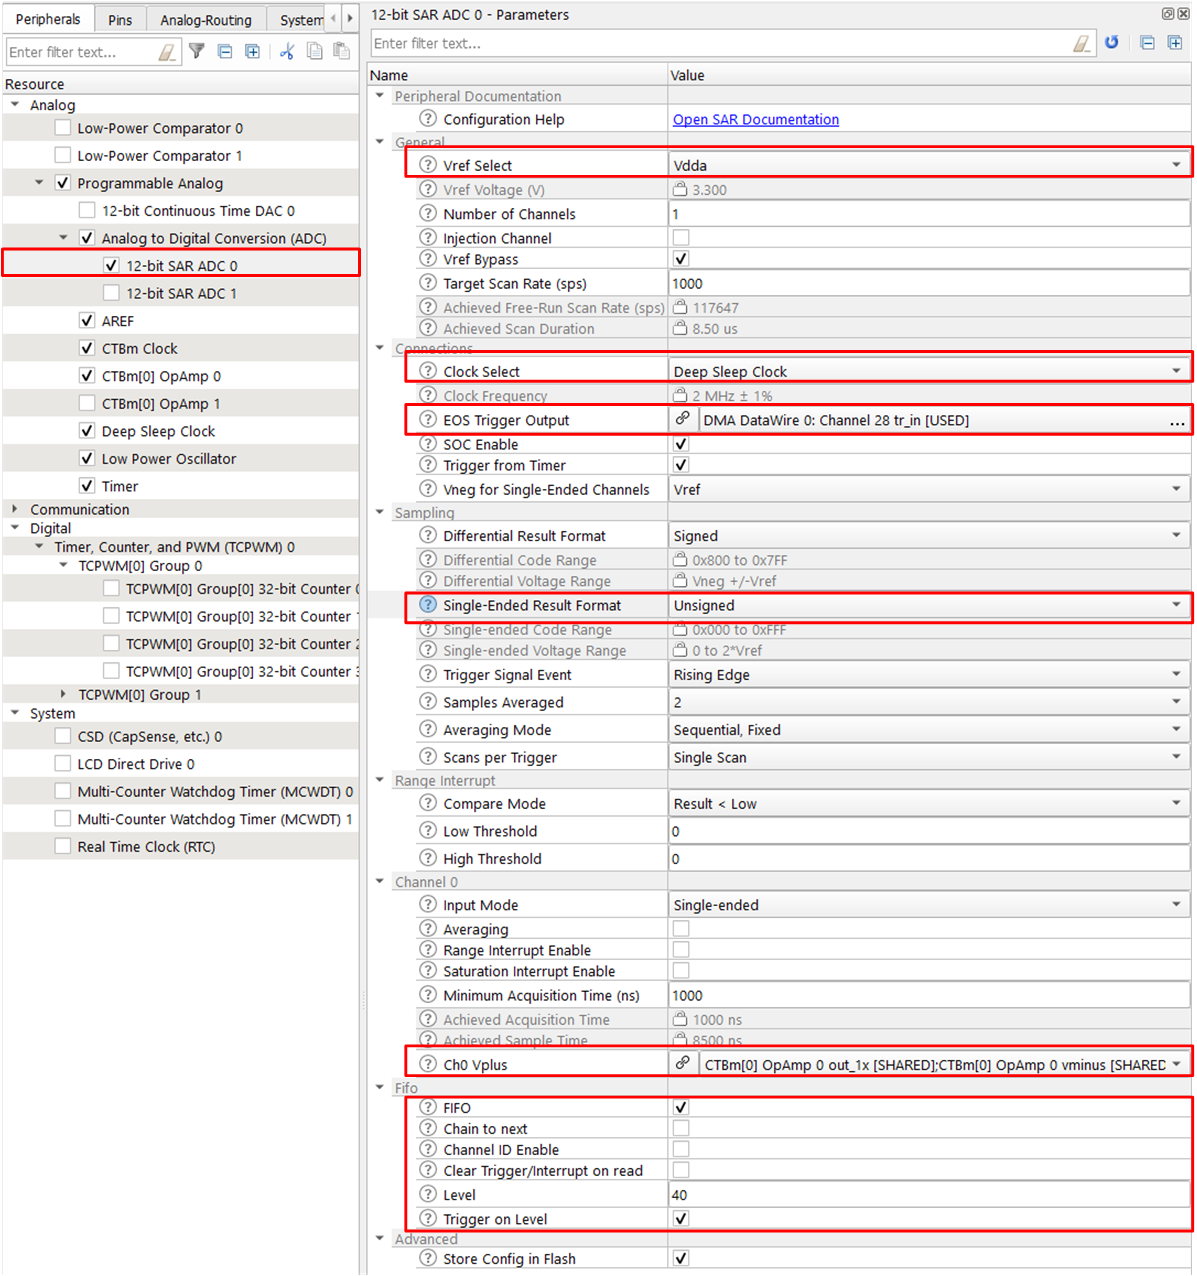 Peripherals Pins Analog-Routing System
Enter filter text...
Resource
Analog
Low-Power Comparator 0
Low-Power Comparator 1
Programmable Analog
12-bit Continuous Time DAC 0
Analog to Digital Conversion (ADC)
12-bit SAR ADC 0
12-bit SAR ADC 1
AREF
CTBm Clock
CTBm[0] OpAmp 0
CTBm[0] OpAmp 1
Deep Sleep Clock
Low Power Oscillator
Timer
Communication
Digital
Timer, Counter, and PWM (TCPWM) 0
TCPWM[0] Group 0
TCPWM[0] Group[0] 32-bit Counter 0
TCPWM[0] Group[0] 32-bit Counter 1
TCPWM[0] Group[0] 32-bit Counter 2
TCPWM[0] Group[0] 32-bit Counter 3
TCPWM[0] Group 1
System
CSD (CapSense, etc.) 0
LCD Direct Drive 0
Multi-Counter Watchdog Timer (MCWDT) 0
Multi-Counter Watchdog Timer (MCWDT) 1
Real Time Clock (RTC)
12-bit SAR ADC 0 - Parameters
Enter filter text...
Name Value
Peripheral Documentation
Configuration Help Open SAR Documentation
General
Vref Select Vdda
Vref Voltage (V) 3.300
Number of Channels 1
Injection Channel
Vref Bypass
Target Scan Rate (sps) 1000
Achieved Free-Run Scan Rate (sps) 117647
Achieved Scan Duration 8.50 us
Connections
Clock Select Deep Sleep Clock
Clock Frequency 2 MHz ± 1%
EOS Trigger Output DMA DataWire 0: Channel 28 tr_in [USED] ...
SOC Enable
Trigger from Timer
Vneg for Single-Ended Channels Vref
Sampling
Differential Result Format Signed
Differential Code Range 0x800 to 0x7FF
Differential Voltage Range Vneg +/-Vref
Single-Ended Result Format Unsigned
Single-ended Code Range 0x000 to 0xFFF
Single-ended Voltage Range 0 to 2*Vref
Trigger Signal Event Rising Edge
Samples Averaged 2
Averaging Mode Sequential, Fixed
Scans per Trigger Single Scan
Range Interrupt
Compare Mode Result < Low
Low Threshold 0
High Threshold 0
Channel 0
Input Mode Single-ended
Averaging
Range Interrupt Enable
Saturation Interrupt Enable
Minimum Acquisition Time (ns) 1000
Achieved Acquisition Time 1000 ns
Achieved Sample Time 8500 ns
Ch0 Vplus CTBm[0] OpAmp 0 out_1x [SHARED];CTBm[0] OpAmp 0 vminus [SHARED
Fifo
FIFO
Chain to next
Channel ID Enable
Clear Trigger/Interrupt on read
Level 40
Trigger on Level
Advanced
Store Config in Flash